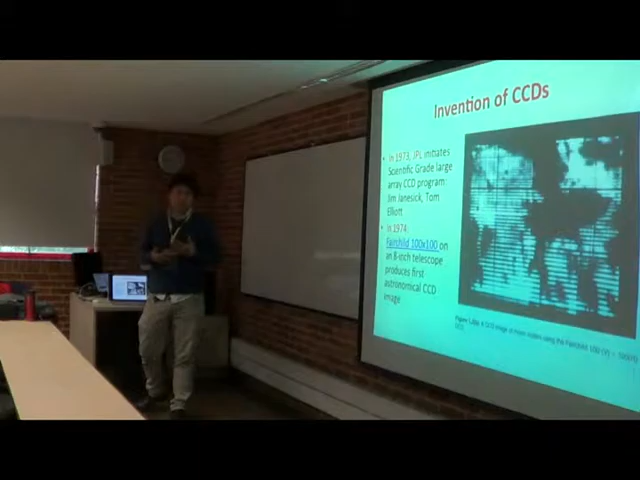 Invention of CCDs
• In 1973, JPL initiates
Scientific Grade large
array CCD program
Jim Janesick, Tom
Elliott
• In 1974,
Fairchild 100x100 on
an 8-inch telescope
produces first
astronomical CCD
image